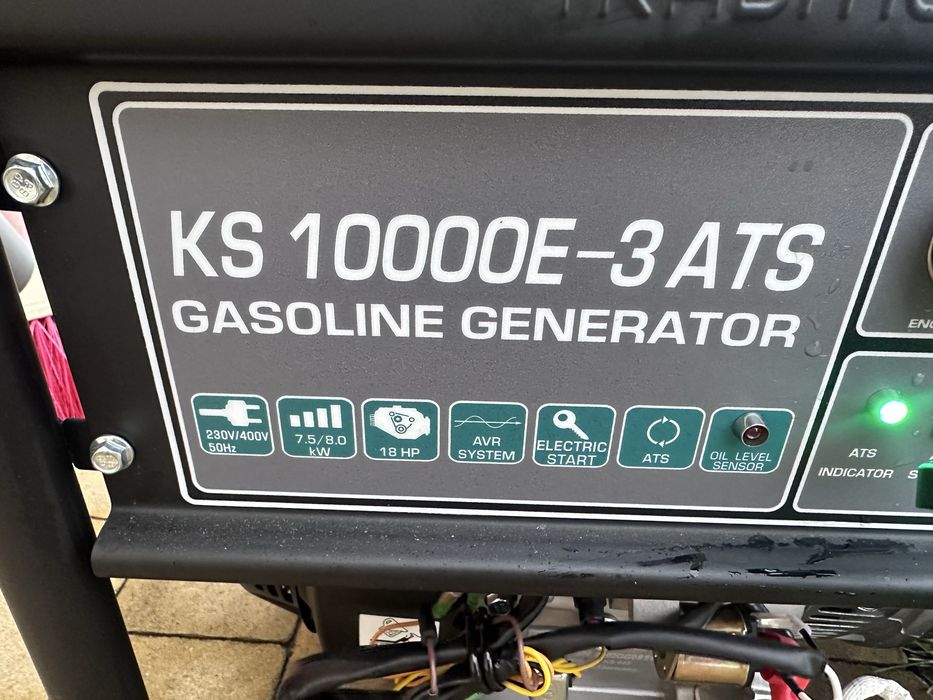 KS 10000E-3 ATS
GASOLINE GENERATOR
230V/400V
50Hz
7.5/8.0
kW
18 HP
AVR
SYSTEM
ELECTRIC
START
ATS
OIL LEVEL
SENSOR
ATS
INDICATOR